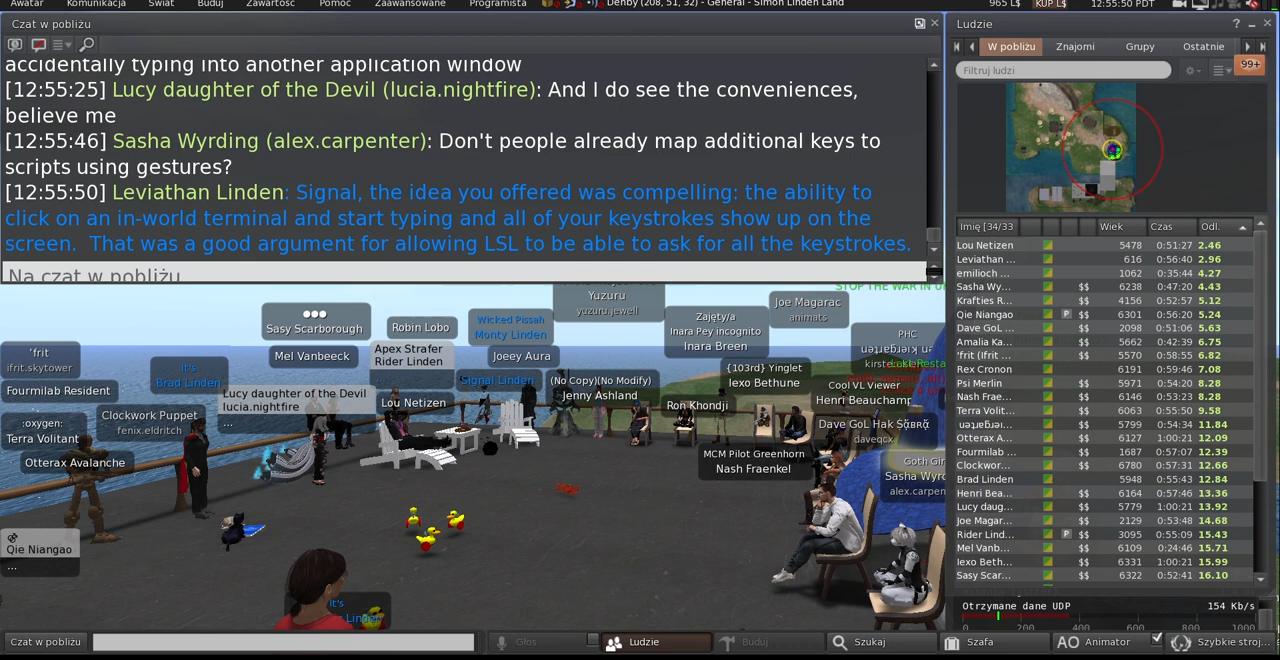 Awatar Komunikacja Świat Buduj Zawartość Pomoc Zaawansowane Programista Denby (208, 51, 32) - General - Simon Linden Land 965 L$ KUP L$ 12:55:50 PDT
Czat w pobliżu
accidentally typing into another application window
[12:55:25] Lucy daughter of the Devil (lucia.nightfire): And I do see the conveniences,
believe me
[12:55:46] Sasha Wyrding (alex.carpenter): Don't people already map additional keys to
scripts using gestures?
[12:55:50] Leviathan Linden: Signal, the idea you offered was compelling: the ability to
click on an in-world terminal and start typing and all of your keystrokes show up on the
screen. That was a good argument for allowing LSL to be able to ask for all the keystrokes.
Na czat w pobliżu
STOP THE WAR IN U
Yuzuru
yuzuru.jewell
Joe Magarac
animats
●●●
Sasy Scarborough
Robin Lobo
Wicked Pissah
Monty Linden
Zajęty/a
Inara Pey incognito
Inara Breen
PHC
Mel Vanbeeck
Apex Strafer
Rider Linden
Joeey Aura
'frit
ifrit.skytower
It's
Brad Linden
Signal Linden
(No Copy)(No Modify)
Jenny Ashland
{103rd} Yinglet
Iexo Bethune
Cool VL Viewer
Henri Beauchamp
Fourmilab Resident
Lucy daughter of the Devil
lucia.nightfire
...
Lou Netizen
Ron Khondji
:oxygen:
Terra Volitant
Clockwork Puppet
fenix.eldritch
daveqcx
Otterax Avalanche
MCM Pilot Greenhorn
Nash Fraenkel
Goth Gir
Sasha Wyrd
alex.carpen
Qie Niangao
...
It's
Linden
Ludzie
? _ ×
W pobliżu Znajomi Grupy Ostatnie
99+
Filtruj ludzi
Imię [34/33 Wiek Czas Odl.
Lou Netizen 5478 0:51:27 2.46
Leviathan ... 616 0:56:40 2.96
emilioch ... 1062 0:35:44 4.27
Sasha Wy... $$ 6238 0:47:20 4.43
Krafties R... $$ 4156 0:52:57 5.12
Qie Niangao P $$ 6301 0:56:20 5.24
Dave GoL ... $$ 2098 0:51:06 5.63
Amalia Ka... $$ 5662 0:42:39 6.75
'frit (Ifrit ... $$ 5570 0:58:55 6.82
Rex Cronon $$ 6191 0:59:46 7.08
Psi Merlin $$ 5971 0:54:20 8.28
Nash Frae... $$ 6146 0:53:23 8.28
Terra Volit... $$ 6063 0:55:50 9.58
$$ 5799 0:54:34 11.84
Otterax A... $$ 6127 1:00:21 12.09
Fourmilab ... $$ 1687 0:57:07 12.39
Clockwor... $$ 6780 0:57:31 12.66
Brad Linden 5948 0:55:43 12.84
Henri Bea... $$ 6164 0:57:46 13.36
Lucy daug... $$ 5779 1:00:21 13.92
Joe Magar... $$ 2129 0:53:48 14.68
Rider Lind... P $$ 3095 0:55:09 15.43
Mel Vanb... $$ 6109 0:24:46 15.71
Iexo Beth... $$ 6331 1:00:21 15.99
Sasy Scar... $$ 6322 0:52:41 16.10
Otrzymane dane UDP 154 Kb/s
0 200 400 600 800 1000
Czat w pobliżu Głos Ludzie Buduj Szukaj Szafa AO Animator Szybkie stroj...